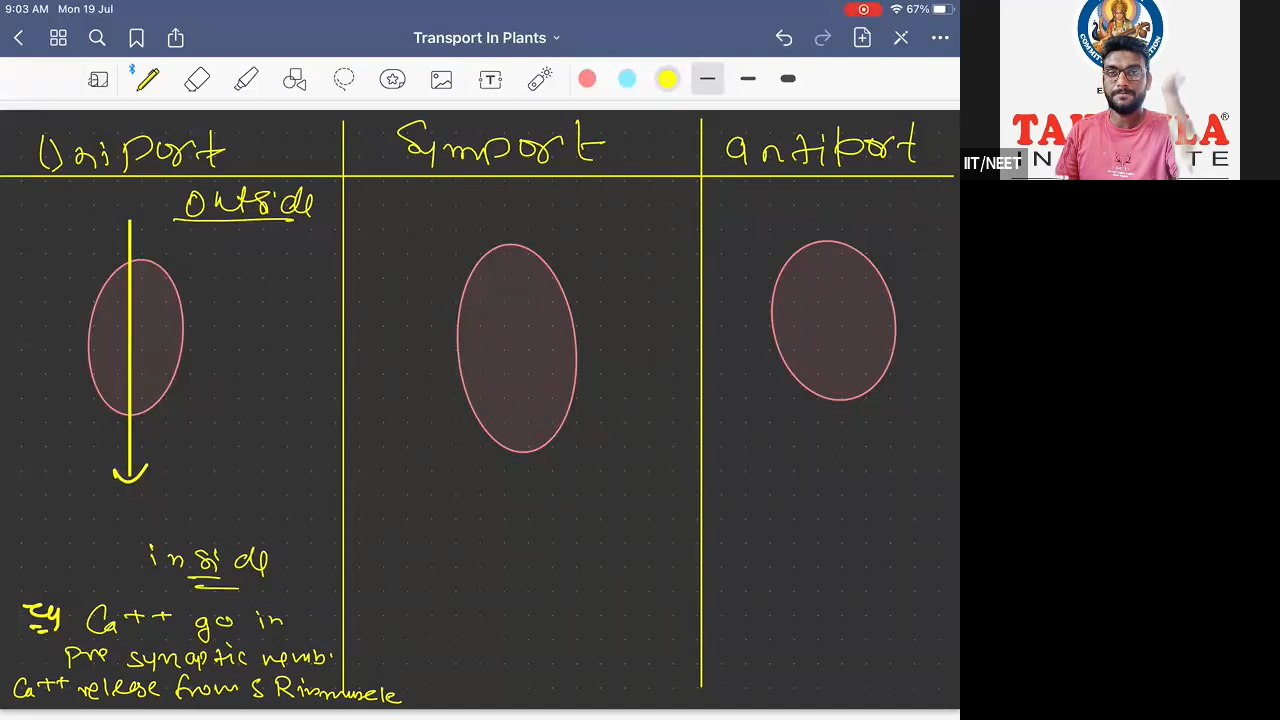 9:03 AM Mon 19 Jul
67%
Transport In Plants
Uniport
Symport
antiport
outside
inside
Eg Ca++ go in
Pre synaptic memb.
Ca++ release from S R in muscle
IIT/NEET